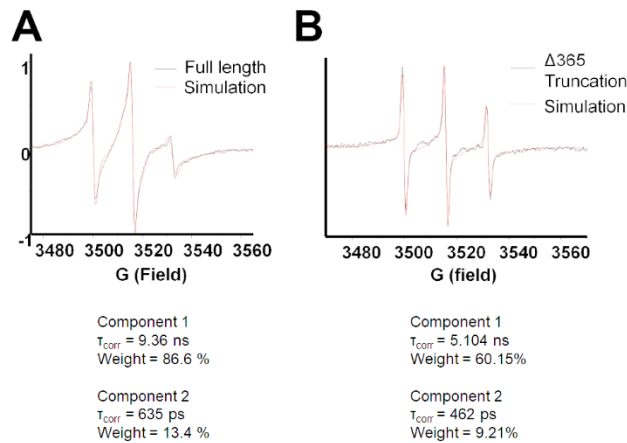 A
1
0
-1
Full length
Simulation
3480 3500 3520 3540 3560
G (Field)
Component 1
τcorr = 9.36 ns
Weight = 86.6 %
Component 2
τcorr = 635 ps
Weight = 13.4 %
B
Δ365
Truncation
Simulation
3480 3500 3520 3540 3560
G (field)
Component 1
τcorr = 5.104 ns
Weight = 60.15%
Component 2
τcorr = 462 ps
Weight = 9.21%